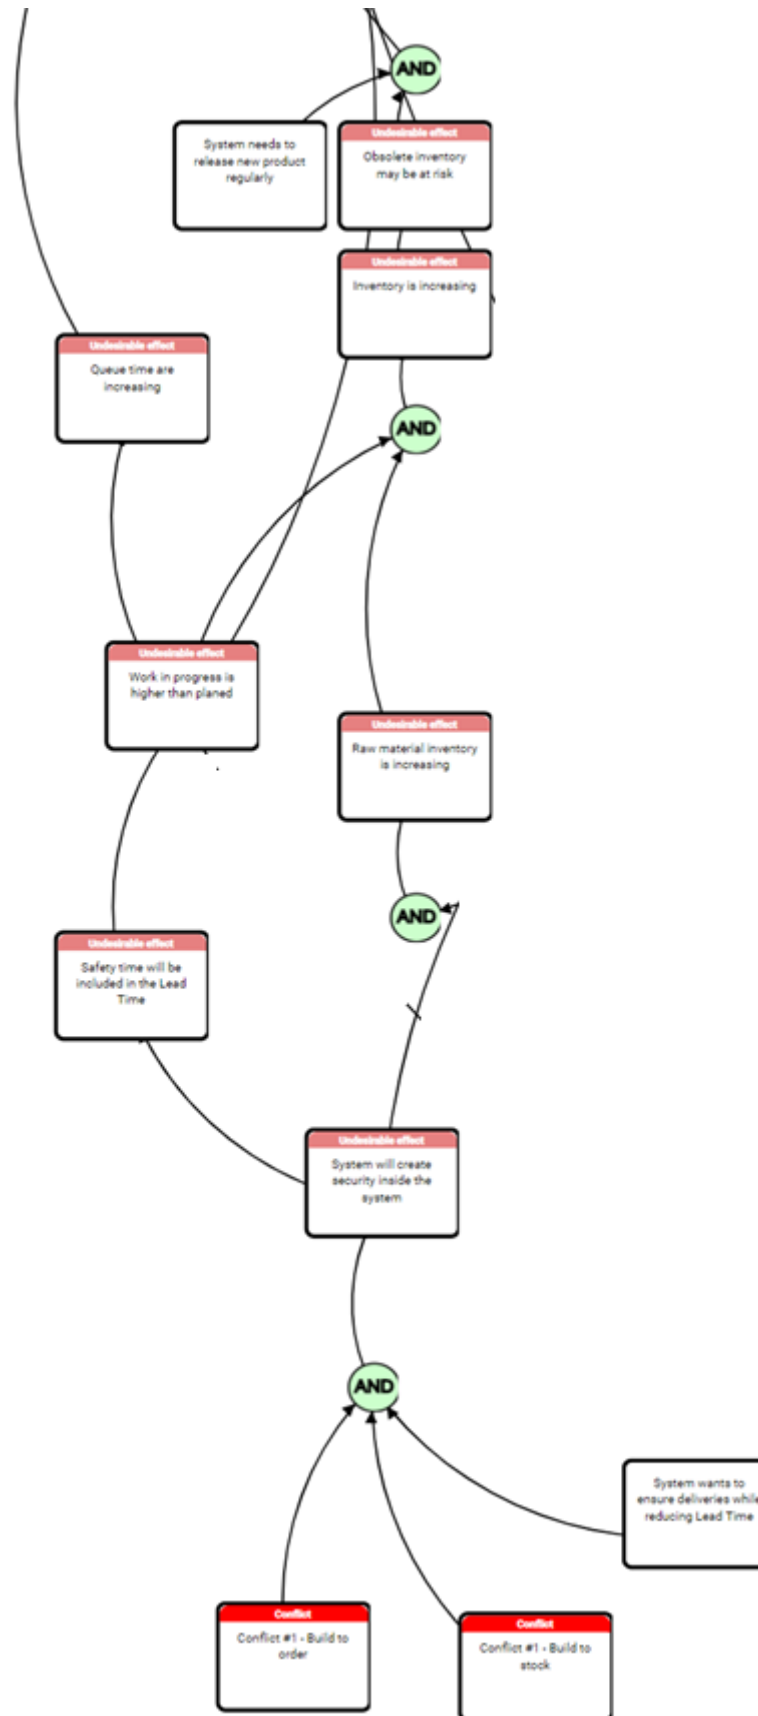 AND
System needs to
release new product
regularly
Undesirable effect
Obsolete inventory
may be at risk
Undesirable effect
Inventory is increasing
Undesirable effect
Queue time are
increasing
AND
Undesirable effect
Work in progress is
higher than planed
Undesirable effect
Raw material inventory
is increasing
AND
Undesirable effect
Safety time will be
included in the Lead
Time
Undesirable effect
System will create
security inside the
system
AND
System wants to
ensure deliveries while
reducing Lead Time
Conflict
Conflict #1 - Build to
order
Conflict
Conflict #1 - Build to
stock